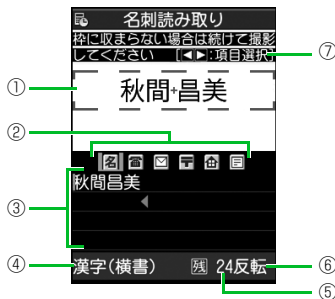 名刺読み取り
枠に収まらない場合は続けて撮影
してください [◀▶:項目選択]
⑦
① 秋間+昌美
②
名 ☎ ✉ 〒
③ 秋間昌美
④ 漢字(横書) 残 24 反転 ⑥
⑤